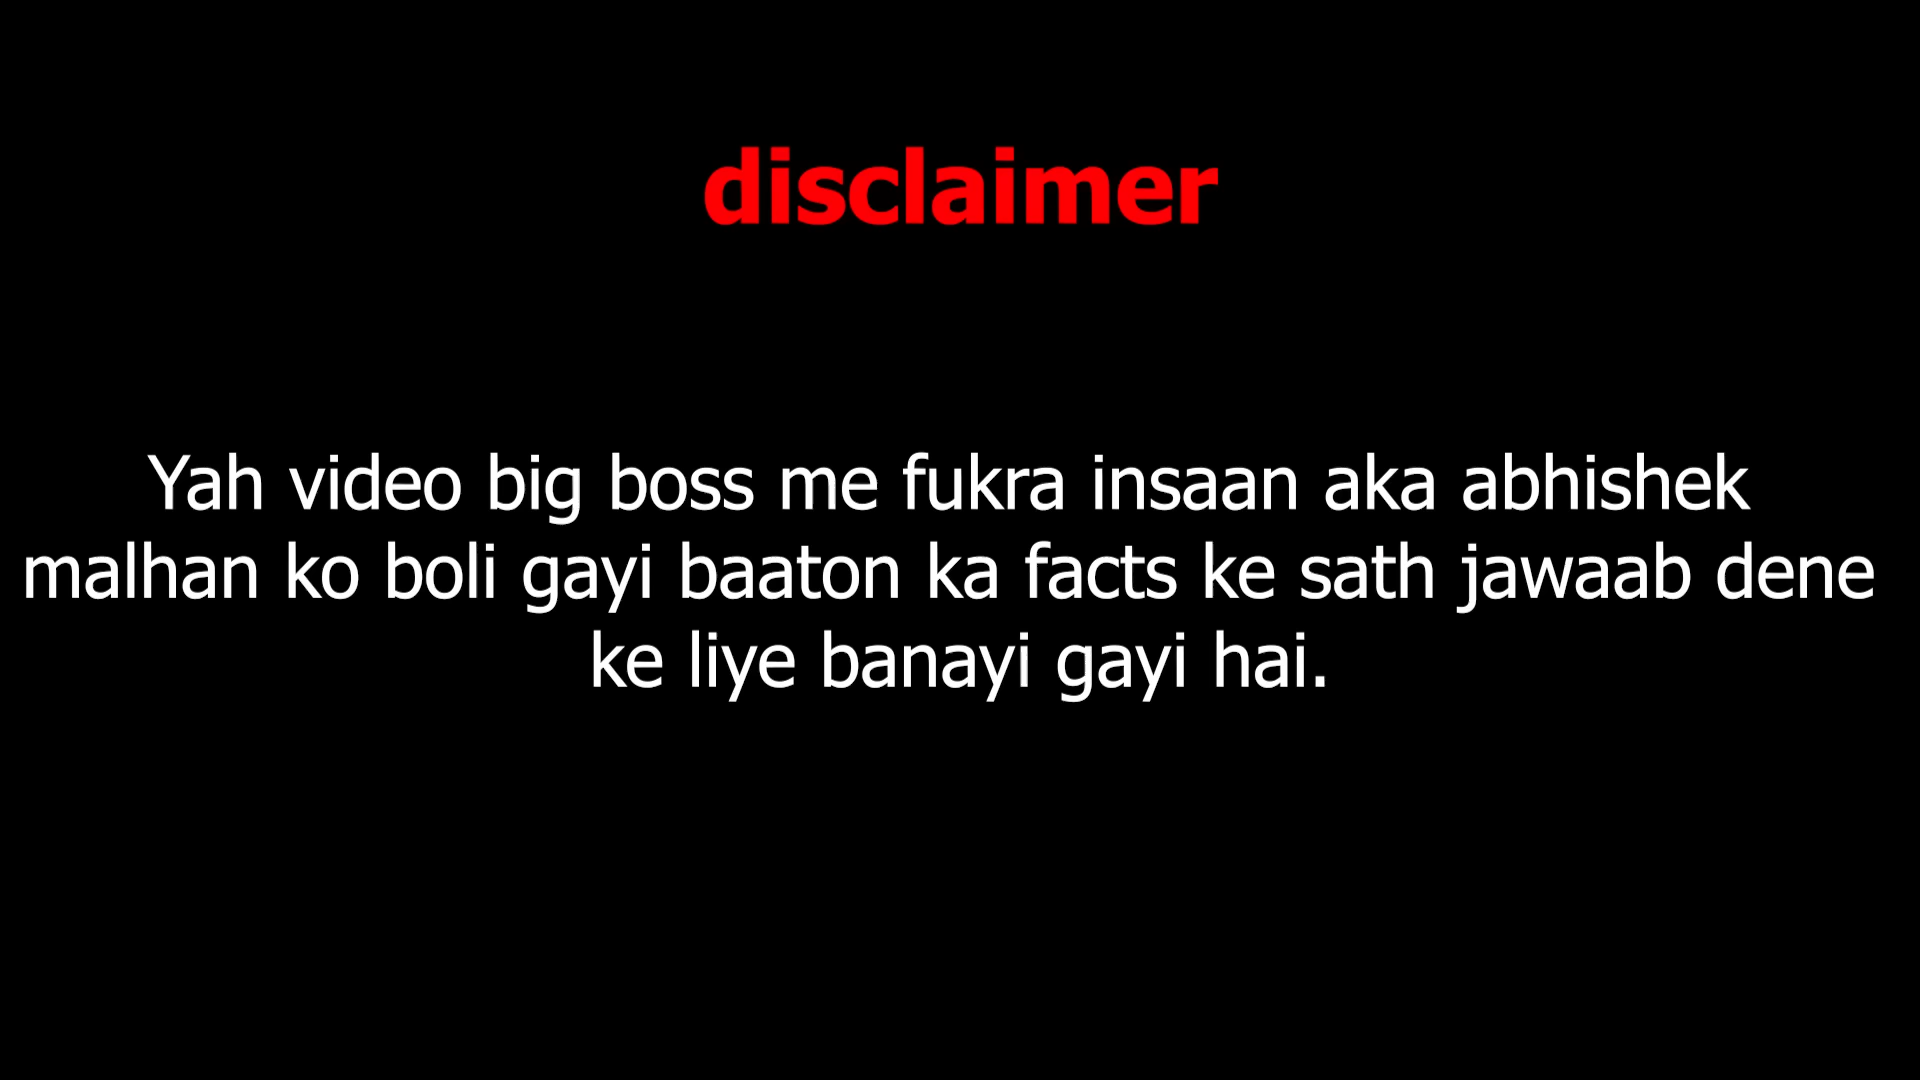 disclaimer
Yah video big boss me fukra insaan aka abhishek
malhan ko boli gayi baaton ka facts ke sath jawaab dene
ke liye banayi gayi hai.